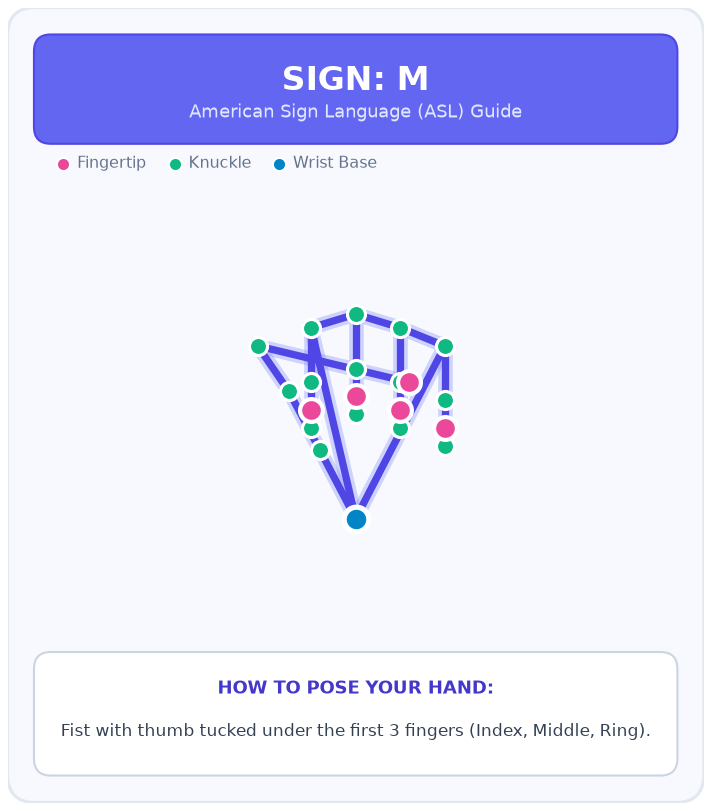 SIGN: M
American Sign Language (ASL) Guide
Fingertip Knuckle Wrist Base
HOW TO POSE YOUR HAND:
Fist with thumb tucked under the first 3 fingers (Index, Middle, Ring).